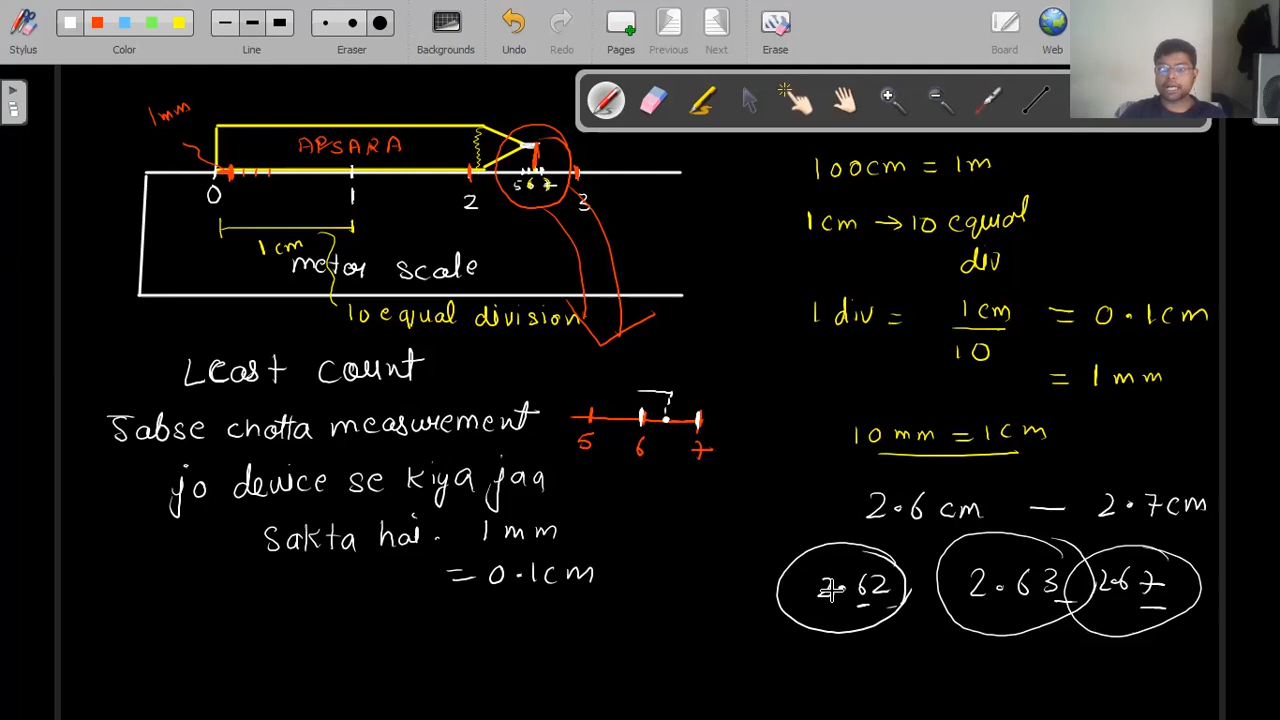 Stylus
Color
Line
Eraser
Backgrounds
Undo
Redo
Pages
Previous
Next
Erase
Board
Web
1mm
APSARA
0
1
2
5 6 7
3
1cm
meter scale
10 equal division
Least count
Sabse chotta measurement
jo device se kiya jaa
sakta hai. 1mm
= 0.1cm
5 6 7
100cm = 1m
1cm → 10 equal
div
1 div = 1cm/10 = 0.1cm
= 1mm
10mm = 1cm
2.6 cm — 2.7cm
2.62 2.63 2.67